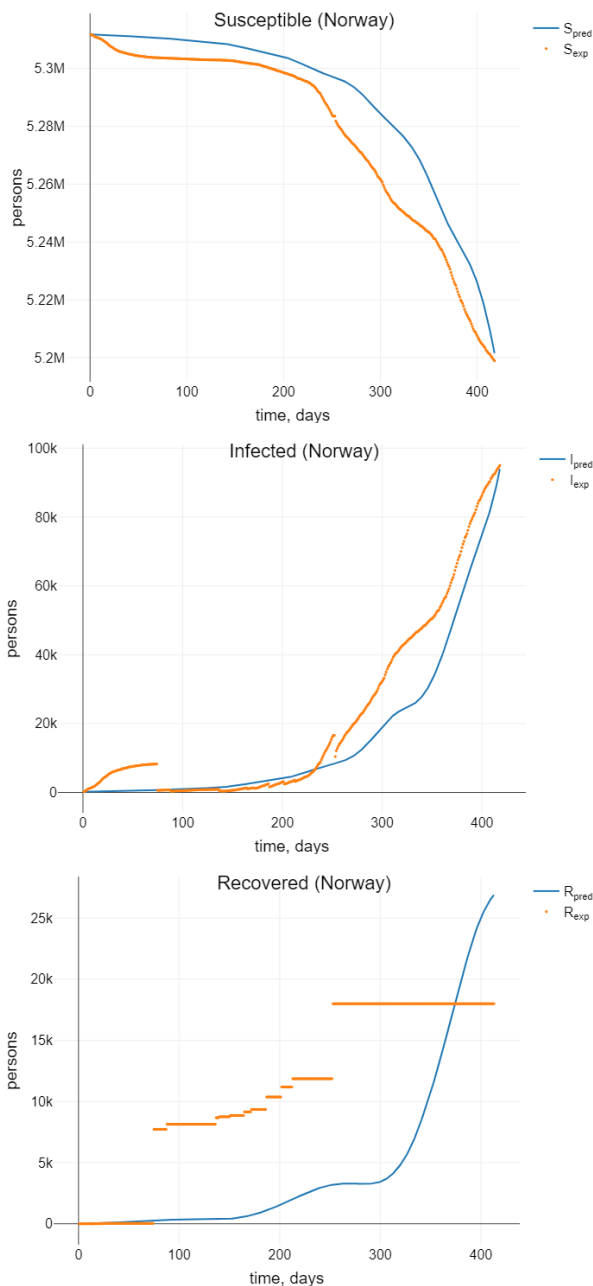 Susceptible (Norway)
S_pred
S_exp
5.3M
5.28M
5.26M
5.24M
5.22M
5.2M
persons
0 100 200 300 400
time, days
Infected (Norway)
I_pred
I_exp
100k
80k
60k
40k
20k
0
persons
0 100 200 300 400
time, days
Recovered (Norway)
R_pred
R_exp
25k
20k
15k
10k
5k
0
persons
0 100 200 300 400
time, days